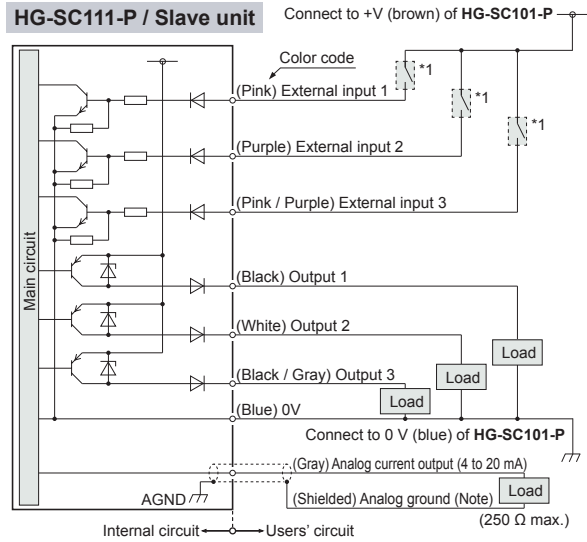 HG-SC111-P / Slave unit
Connect to +V (brown) of HG-SC101-P
Color code
*1
(Pink) External input 1
*1
*1
(Purple) External input 2
(Pink / Purple) External input 3
Main circuit
(Black) Output 1
(White) Output 2
Load
Load
(Black / Gray) Output 3
Load
(Blue) 0V
Connect to 0 V (blue) of HG-SC101-P
(Gray) Analog current output (4 to 20 mA)
AGND
(Shielded) Analog ground (Note)
Load
(250 Ω max.)
Internal circuit
Users' circuit